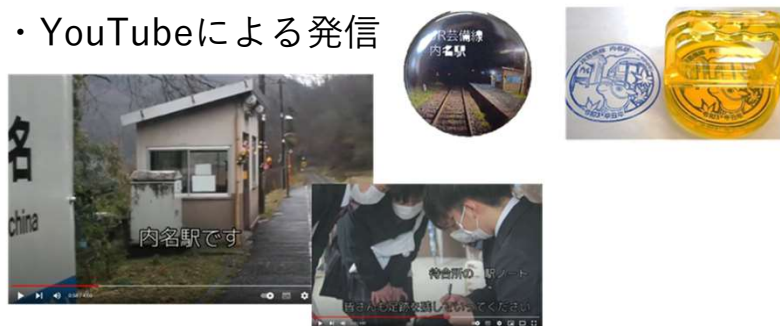 ・YouTubeによる発信
JR芸備線
内名駅
名
china
内名駅です
待合所の 駅ノート
皆さんも足跡を残していってください